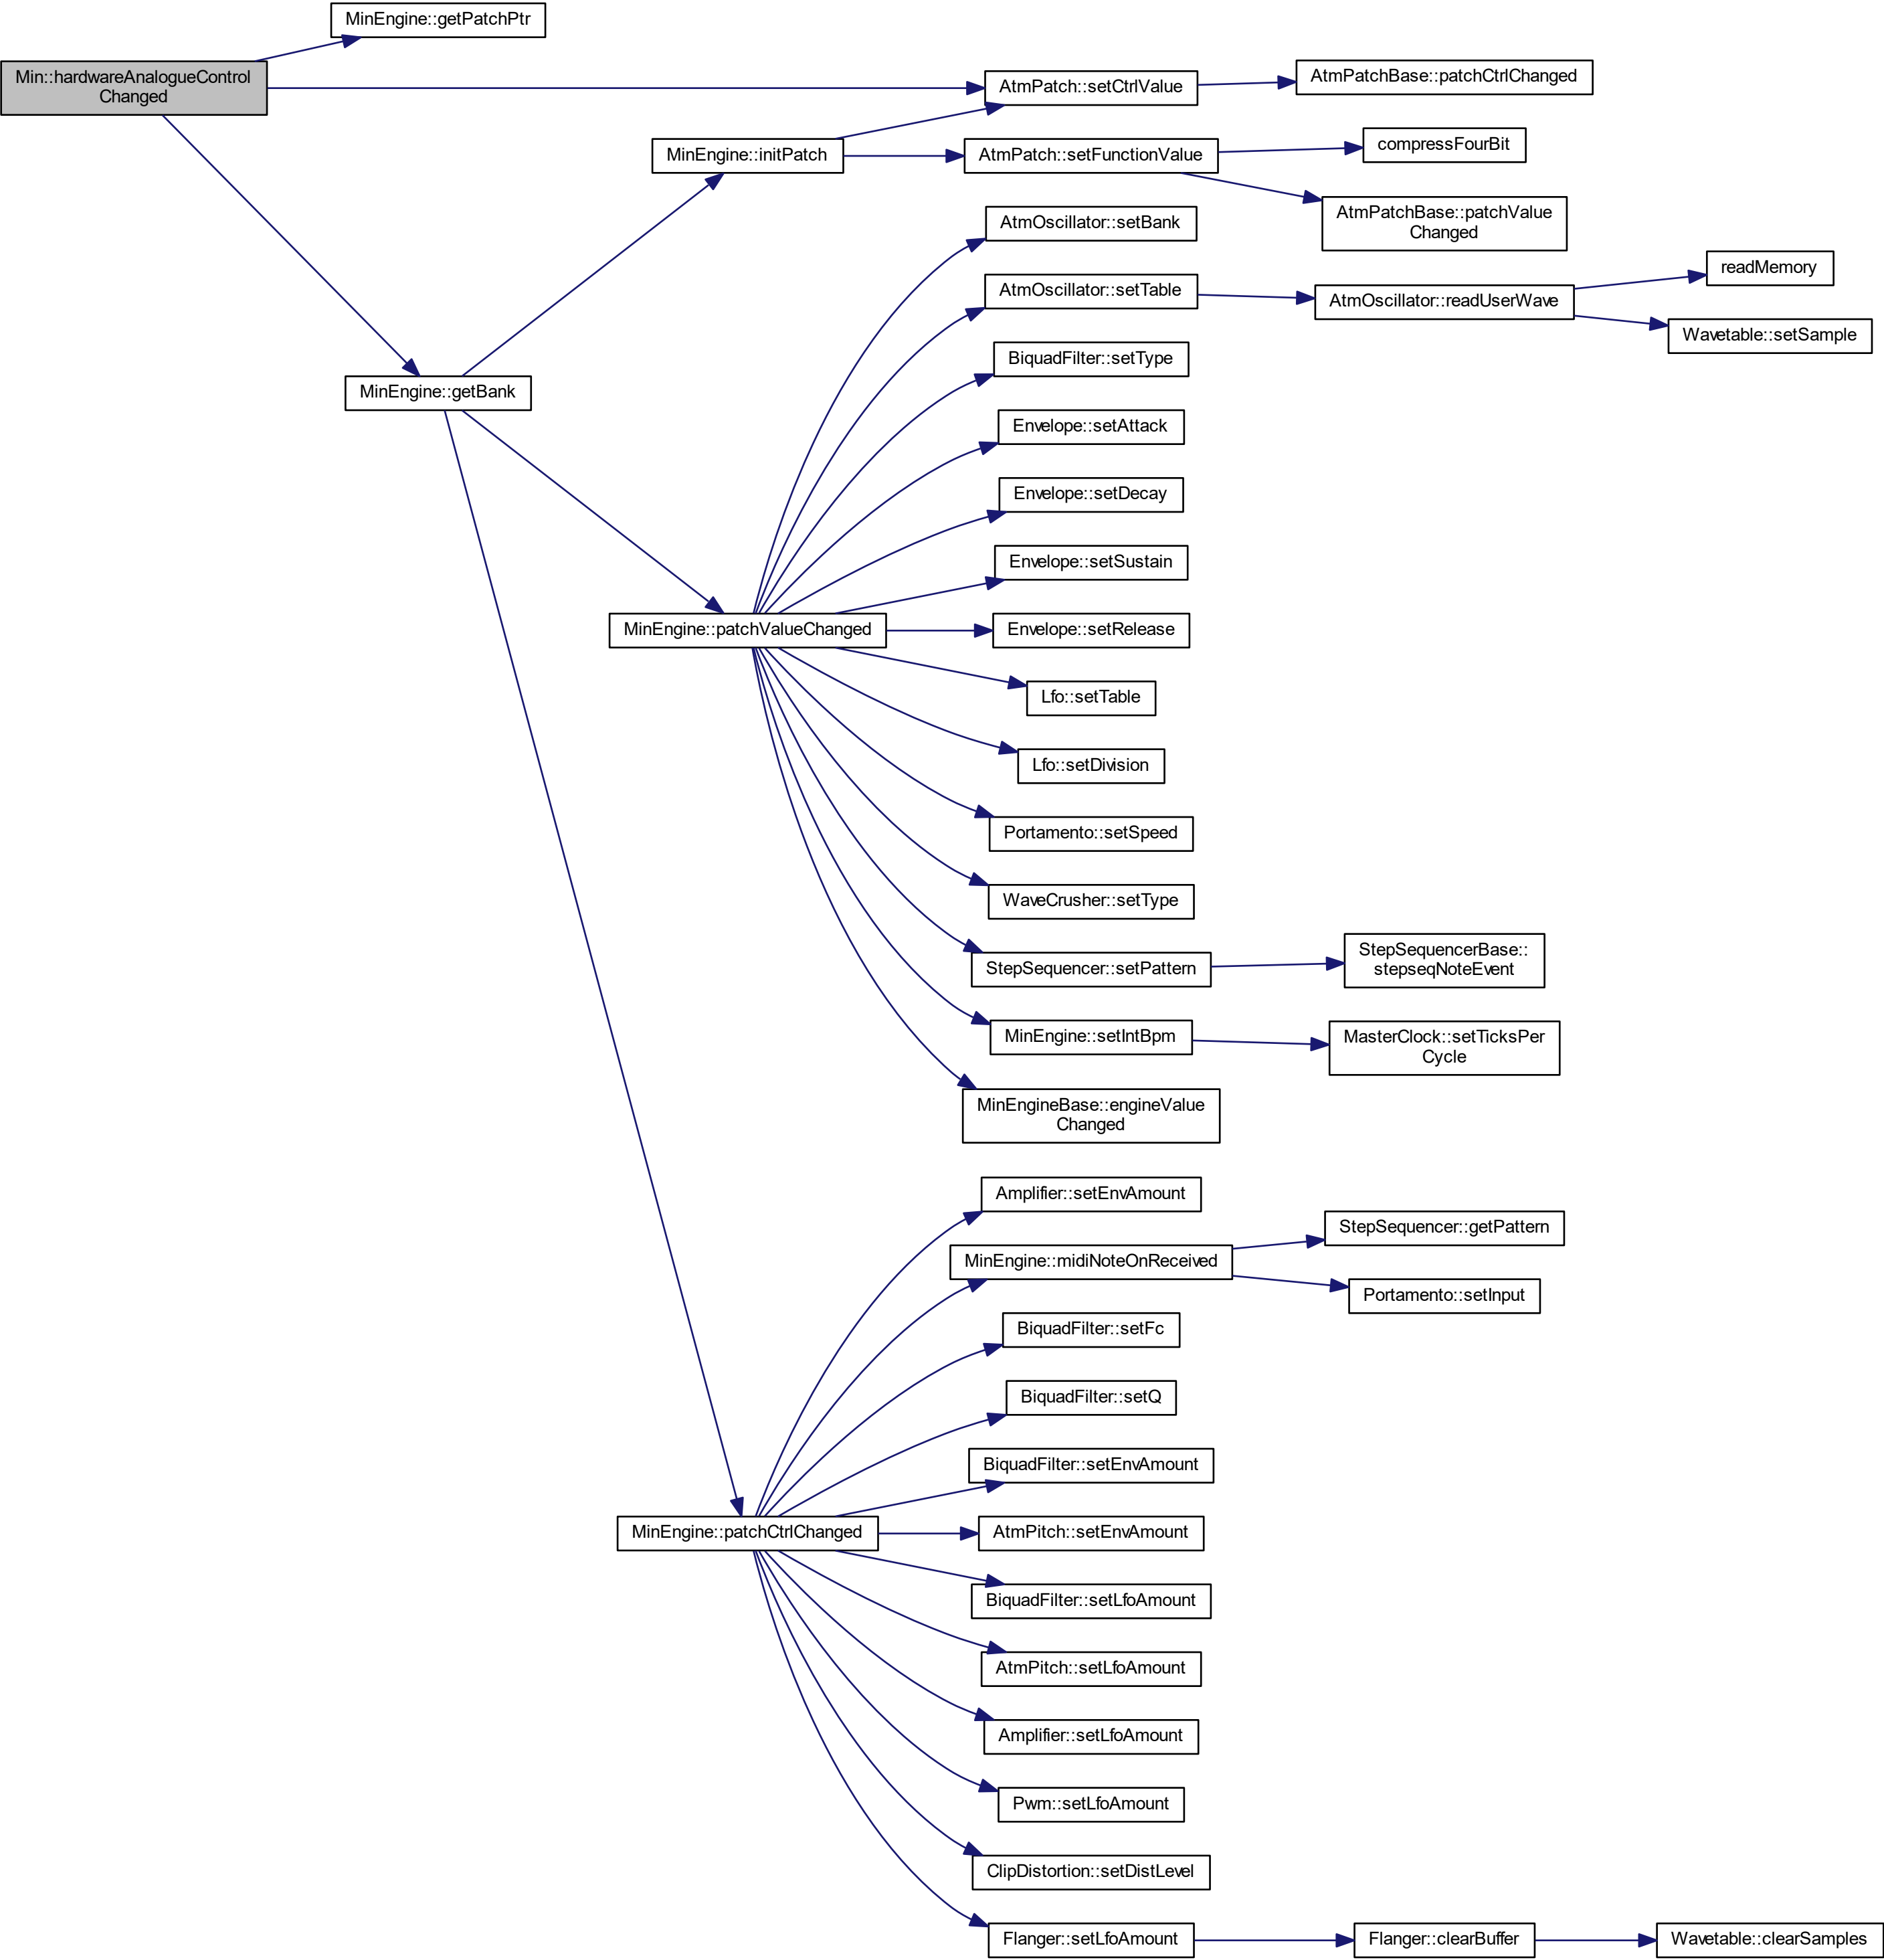 MinEngine::getPatchPtr
Min::hardwareAnalogueControl
Changed
AtmPatch::setCtrlValue
AtmPatchBase::patchCtrlChanged
MinEngine::initPatch
AtmPatch::setFunctionValue
compressFourBit
AtmPatchBase::patchValue
Changed
AtmOscillator::setBank
AtmOscillator::setTable
AtmOscillator::readUserWave
readMemory
Wavetable::setSample
BiquadFilter::setType
MinEngine::getBank
Envelope::setAttack
Envelope::setDecay
Envelope::setSustain
MinEngine::patchValueChanged
Envelope::setRelease
Lfo::setTable
Lfo::setDivision
Portamento::setSpeed
WaveCrusher::setType
StepSequencer::setPattern
StepSequencerBase::
stepseqNoteEvent
MinEngine::setIntBpm
MasterClock::setTicksPer
Cycle
MinEngineBase::engineValue
Changed
Amplifier::setEnvAmount
MinEngine::midiNoteOnReceived
StepSequencer::getPattern
Portamento::setInput
BiquadFilter::setFc
BiquadFilter::setQ
BiquadFilter::setEnvAmount
MinEngine::patchCtrlChanged
AtmPitch::setEnvAmount
BiquadFilter::setLfoAmount
AtmPitch::setLfoAmount
Amplifier::setLfoAmount
Pwm::setLfoAmount
ClipDistortion::setDistLevel
Flanger::setLfoAmount
Flanger::clearBuffer
Wavetable::clearSamples